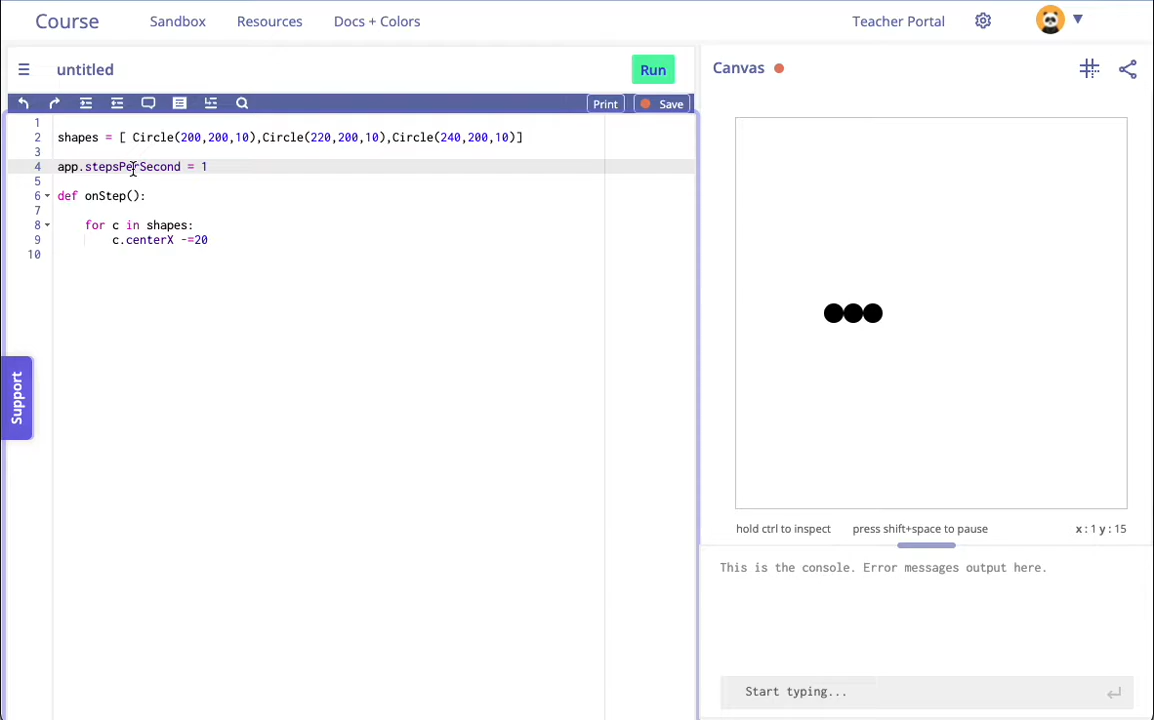 Course Sandbox Resources Docs + Colors Teacher Portal
untitled Run
Print Save
1
2 shapes = [ Circle(200,200,10),Circle(220,200,10),Circle(240,200,10)]
3
4 app.stepsPerSecond = 1
5
6 def onStep():
7
8 for c in shapes:
9 c.centerX -=20
10
Support
Canvas
hold ctrl to inspect press shift+space to pause x : 1 y : 15
This is the console. Error messages output here.
Start typing...